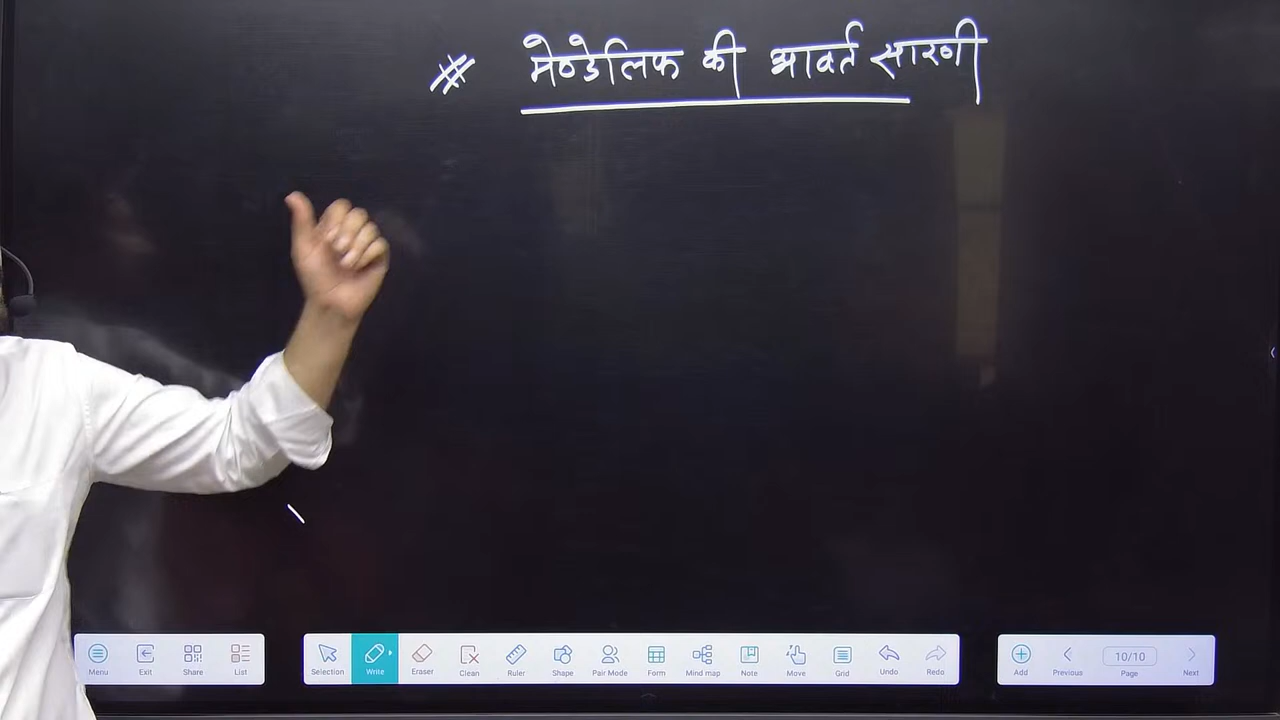 # मेण्डेलिफ की आवर्त सारणी
Menu Exit Share List Selection Write Eraser Clean Ruler Shape Pair Mode Form Mind map Note Move Grid Undo Redo Add Previous 10/10 Page Next